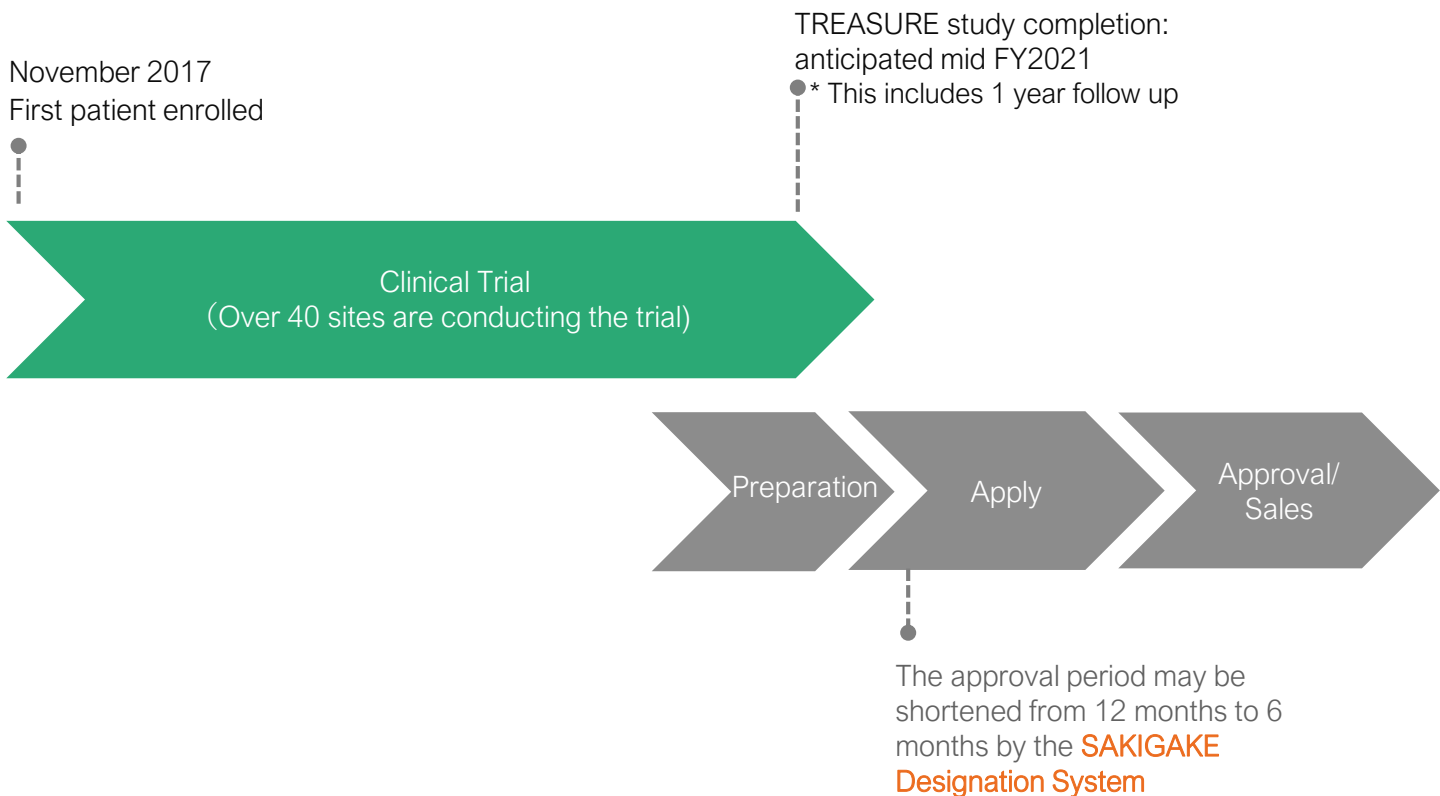 November 2017
First patient enrolled
TREASURE study completion:
anticipated mid FY2021
* This includes 1 year follow up
Clinical Trial
（Over 40 sites are conducting the trial)
Preparation
Apply
Approval/
Sales
The approval period may be
shortened from 12 months to 6
months by the SAKIGAKE
Designation System